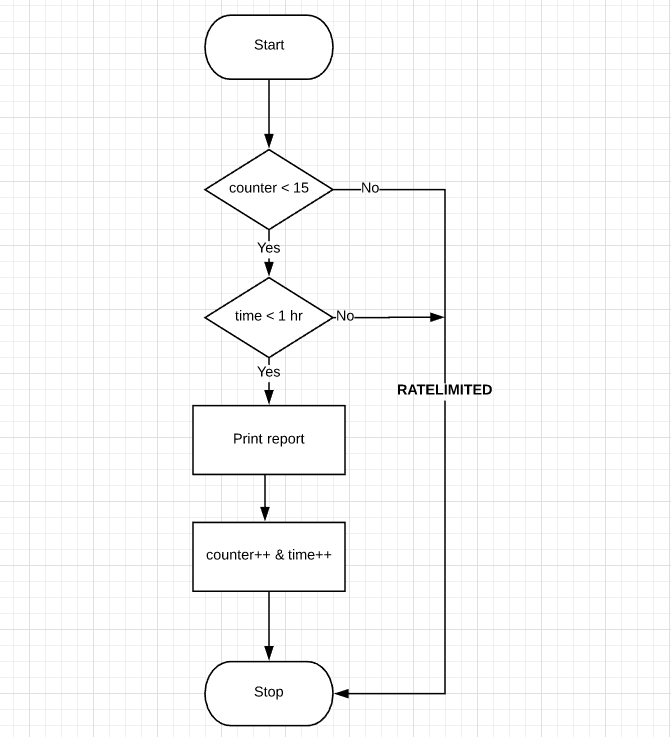 Start
counter < 15
No
Yes
time < 1 hr
No
Yes
RATELIMITED
Print report
counter++ & time++
Stop